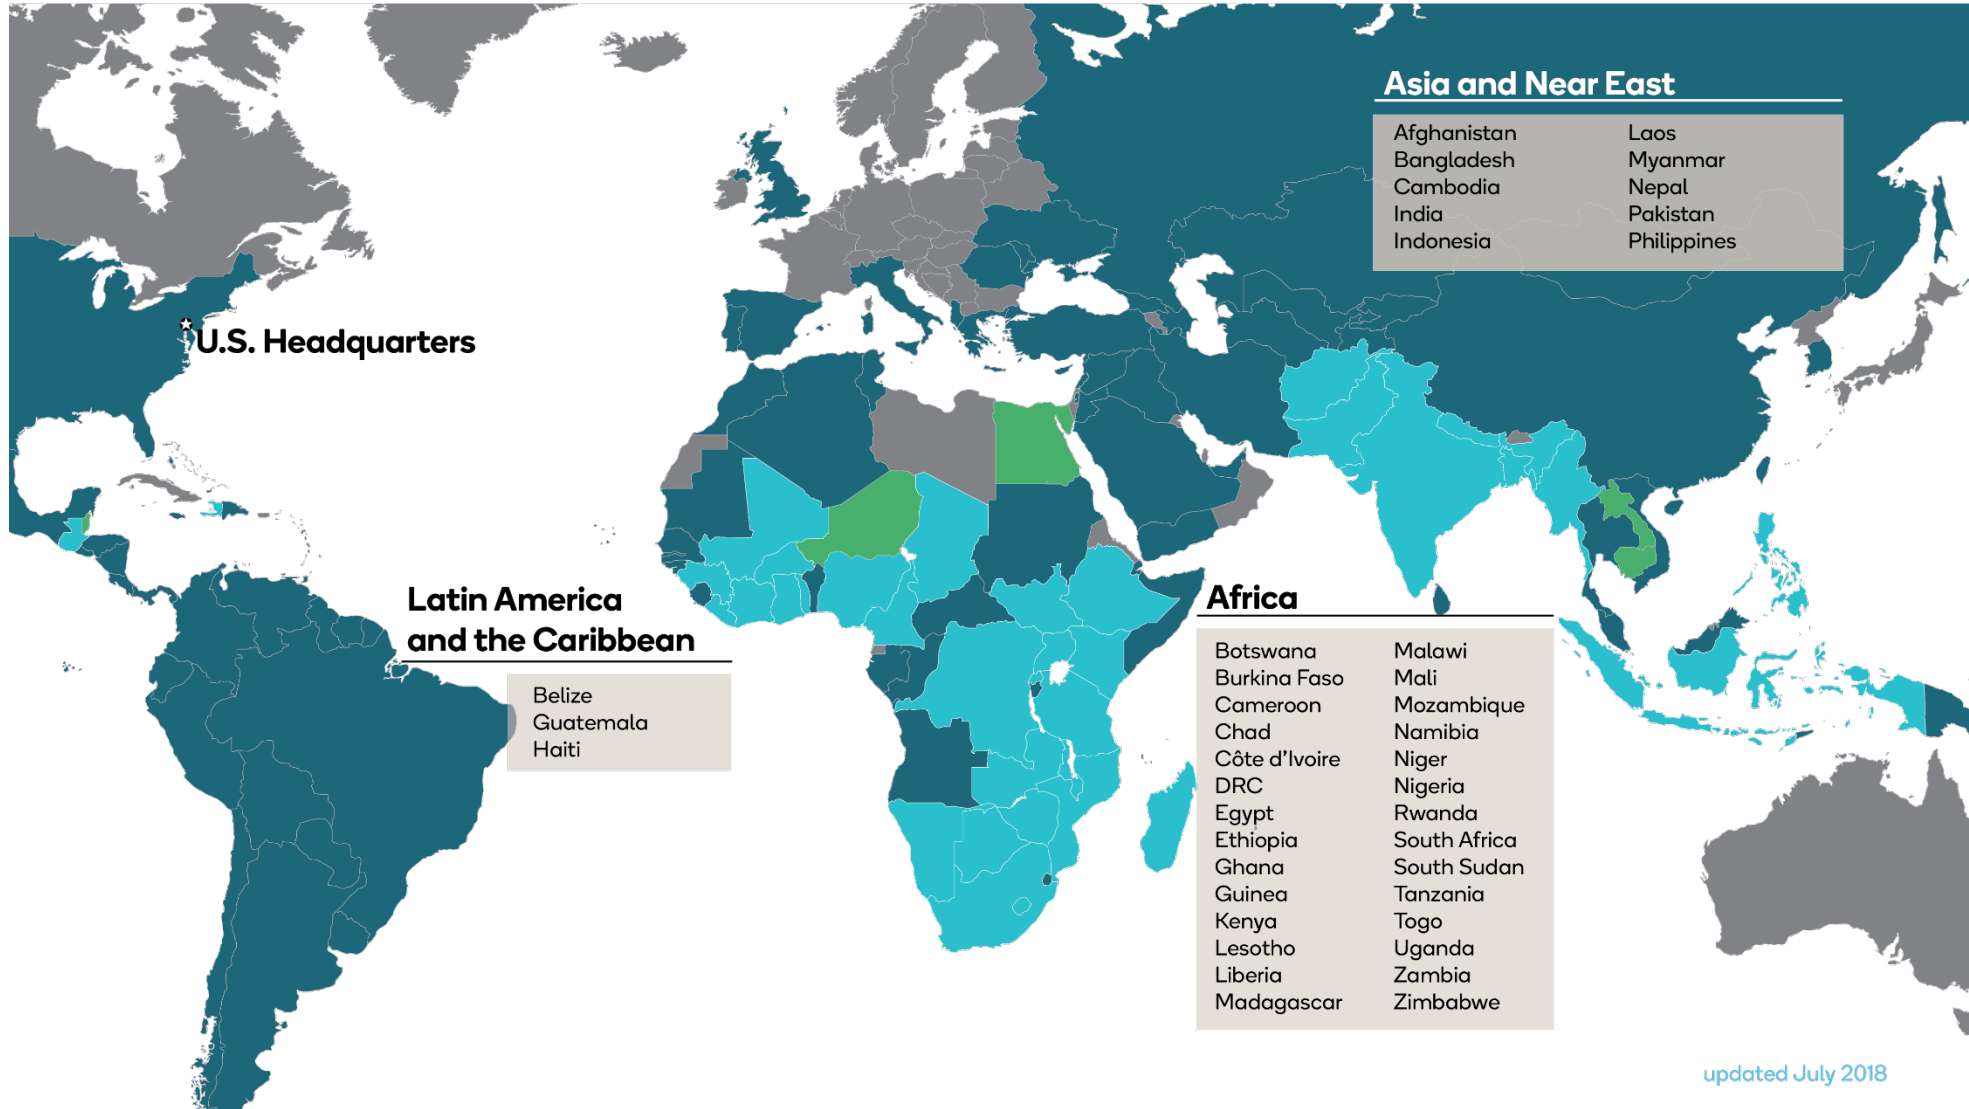 Asia and Near East
Afghanistan
Bangladesh
Cambodia
India
Indonesia
Laos
Myanmar
Nepal
Pakistan
Philippines
U.S. Headquarters
Latin America
and the Caribbean
Belize
Guatemala
Haiti
Africa
Botswana
Burkina Faso
Cameroon
Chad
Côte d’Ivoire
DRC
Egypt
Ethiopia
Ghana
Guinea
Kenya
Lesotho
Liberia
Madagascar
Malawi
Mali
Mozambique
Namibia
Niger
Nigeria
Rwanda
South Africa
South Sudan
Tanzania
Togo
Uganda
Zambia
Zimbabwe
updated July 2018